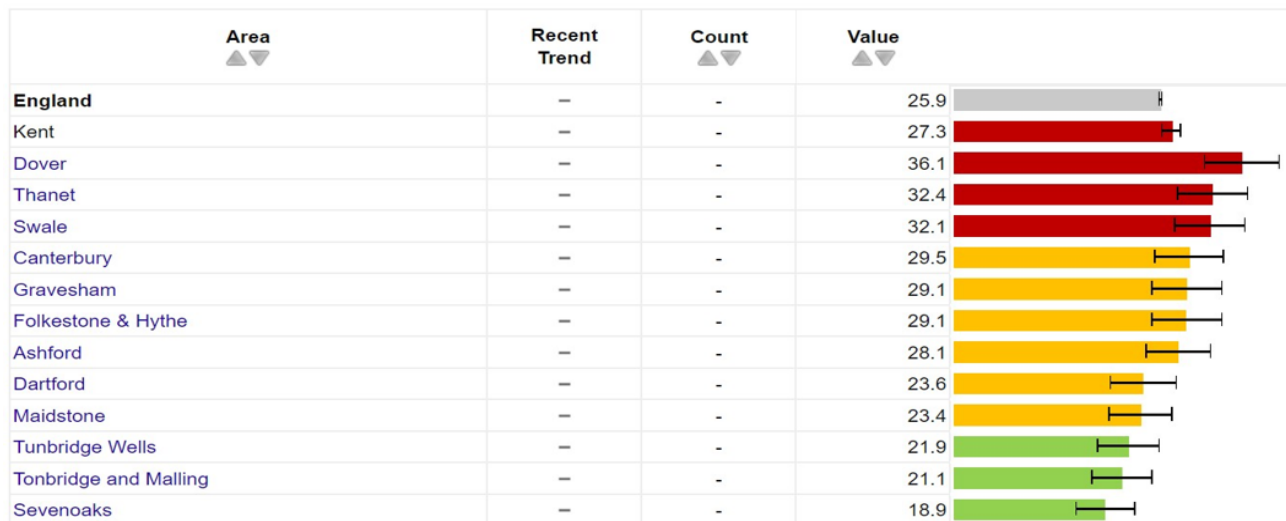 Area Recent Trend Count Value
England – - 25.9
Kent – - 27.3
Dover – - 36.1
Thanet – - 32.4
Swale – - 32.1
Canterbury – - 29.5
Gravesham – - 29.1
Folkestone & Hythe – - 29.1
Ashford – - 28.1
Dartford – - 23.6
Maidstone – - 23.4
Tunbridge Wells – - 21.9
Tonbridge and Malling – - 21.1
Sevenoaks – - 18.9